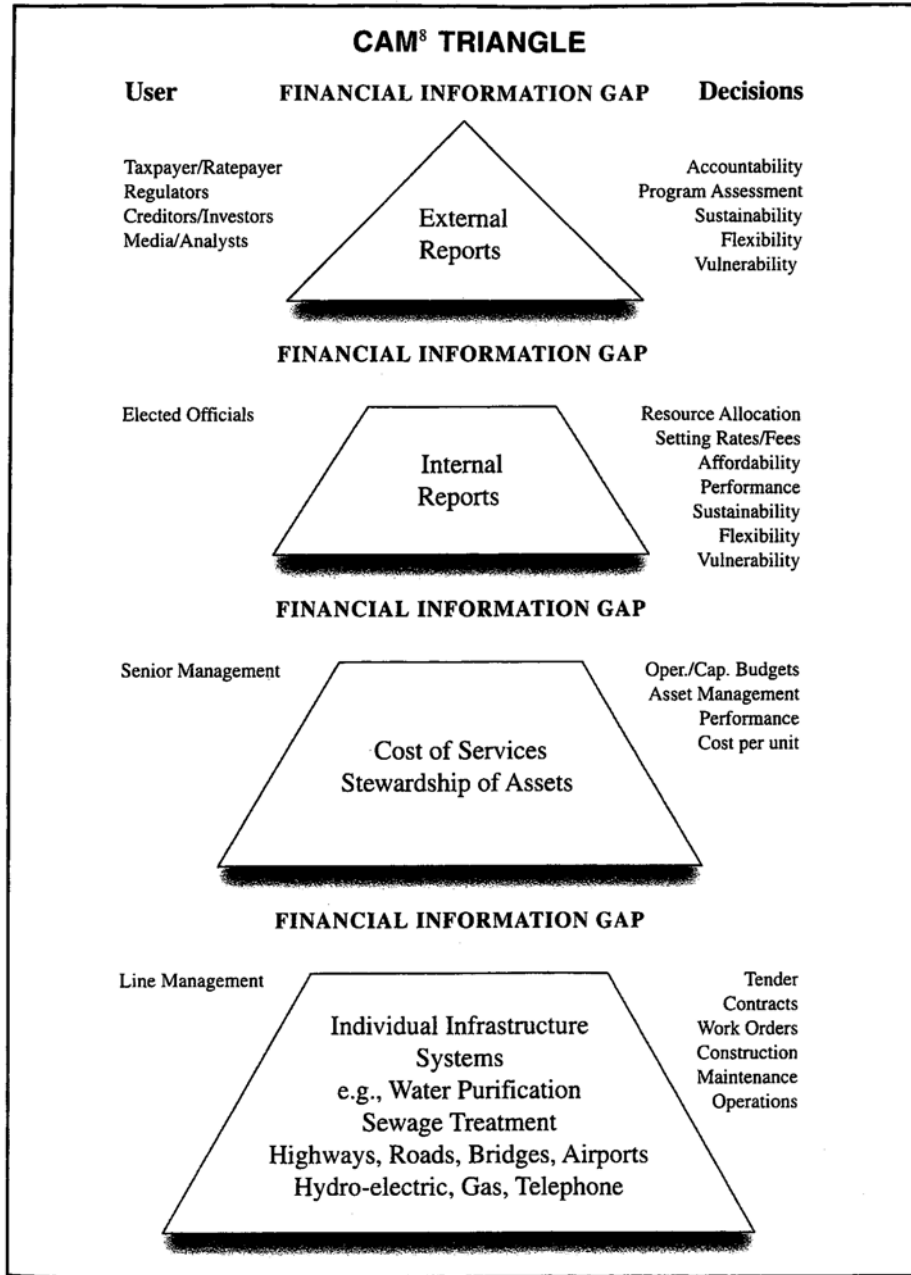 CAM⁸ TRIANGLE
User FINANCIAL INFORMATION GAP Decisions
Taxpayer/Ratepayer
Regulators
Creditors/Investors
Media/Analysts
External
Reports
Accountability
Program Assessment
Sustainability
Flexibility
Vulnerability
FINANCIAL INFORMATION GAP
Elected Officials
Internal
Reports
Resource Allocation
Setting Rates/Fees
Affordability
Performance
Sustainability
Flexibility
Vulnerability
FINANCIAL INFORMATION GAP
Senior Management
Cost of Services
Stewardship of Assets
Oper./Cap. Budgets
Asset Management
Performance
Cost per unit
FINANCIAL INFORMATION GAP
Line Management
Individual Infrastructure
Systems
e.g., Water Purification
Sewage Treatment
Highways, Roads, Bridges, Airports
Hydro-electric, Gas, Telephone
Tender
Contracts
Work Orders
Construction
Maintenance
Operations